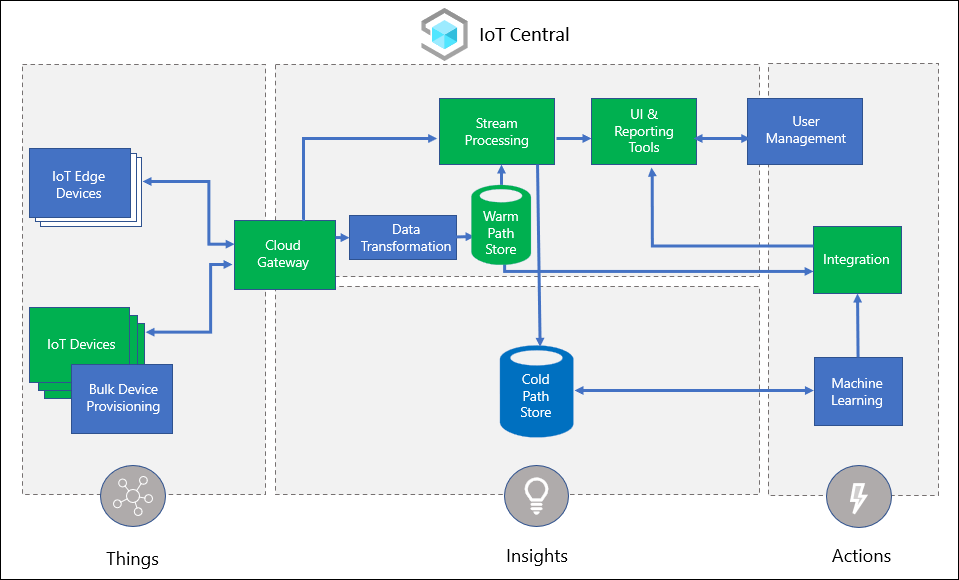 IoT Central
Stream
Processing
UI &
Reporting
Tools
User
Management
IoT Edge
Devices
Cloud
Gateway
Data
Transformation
Warm
Path
Store
Integration
IoT Devices
Bulk Device
Provisioning
Cold
Path
Store
Machine
Learning
Things
Insights
Actions